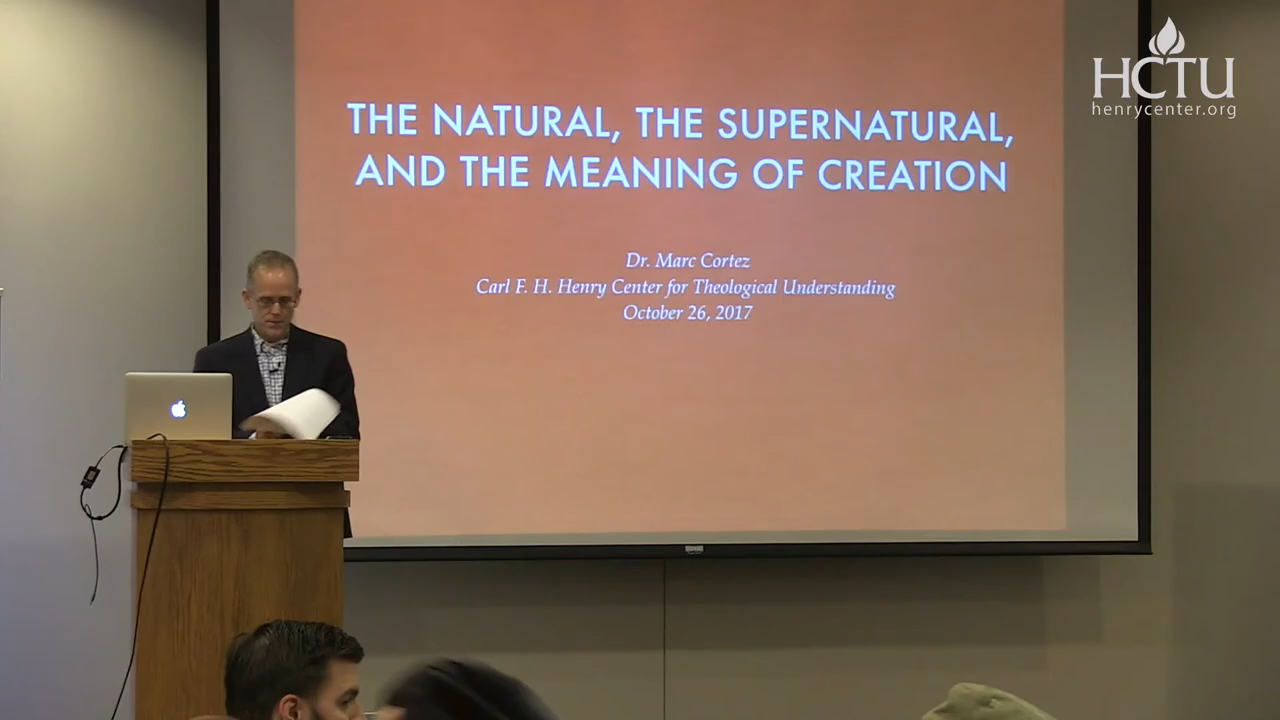 HCTU
henrycenter.org
THE NATURAL, THE SUPERNATURAL,
AND THE MEANING OF CREATION
Dr. Marc Cortez
Carl F. H. Henry Center for Theological Understanding
October 26, 2017